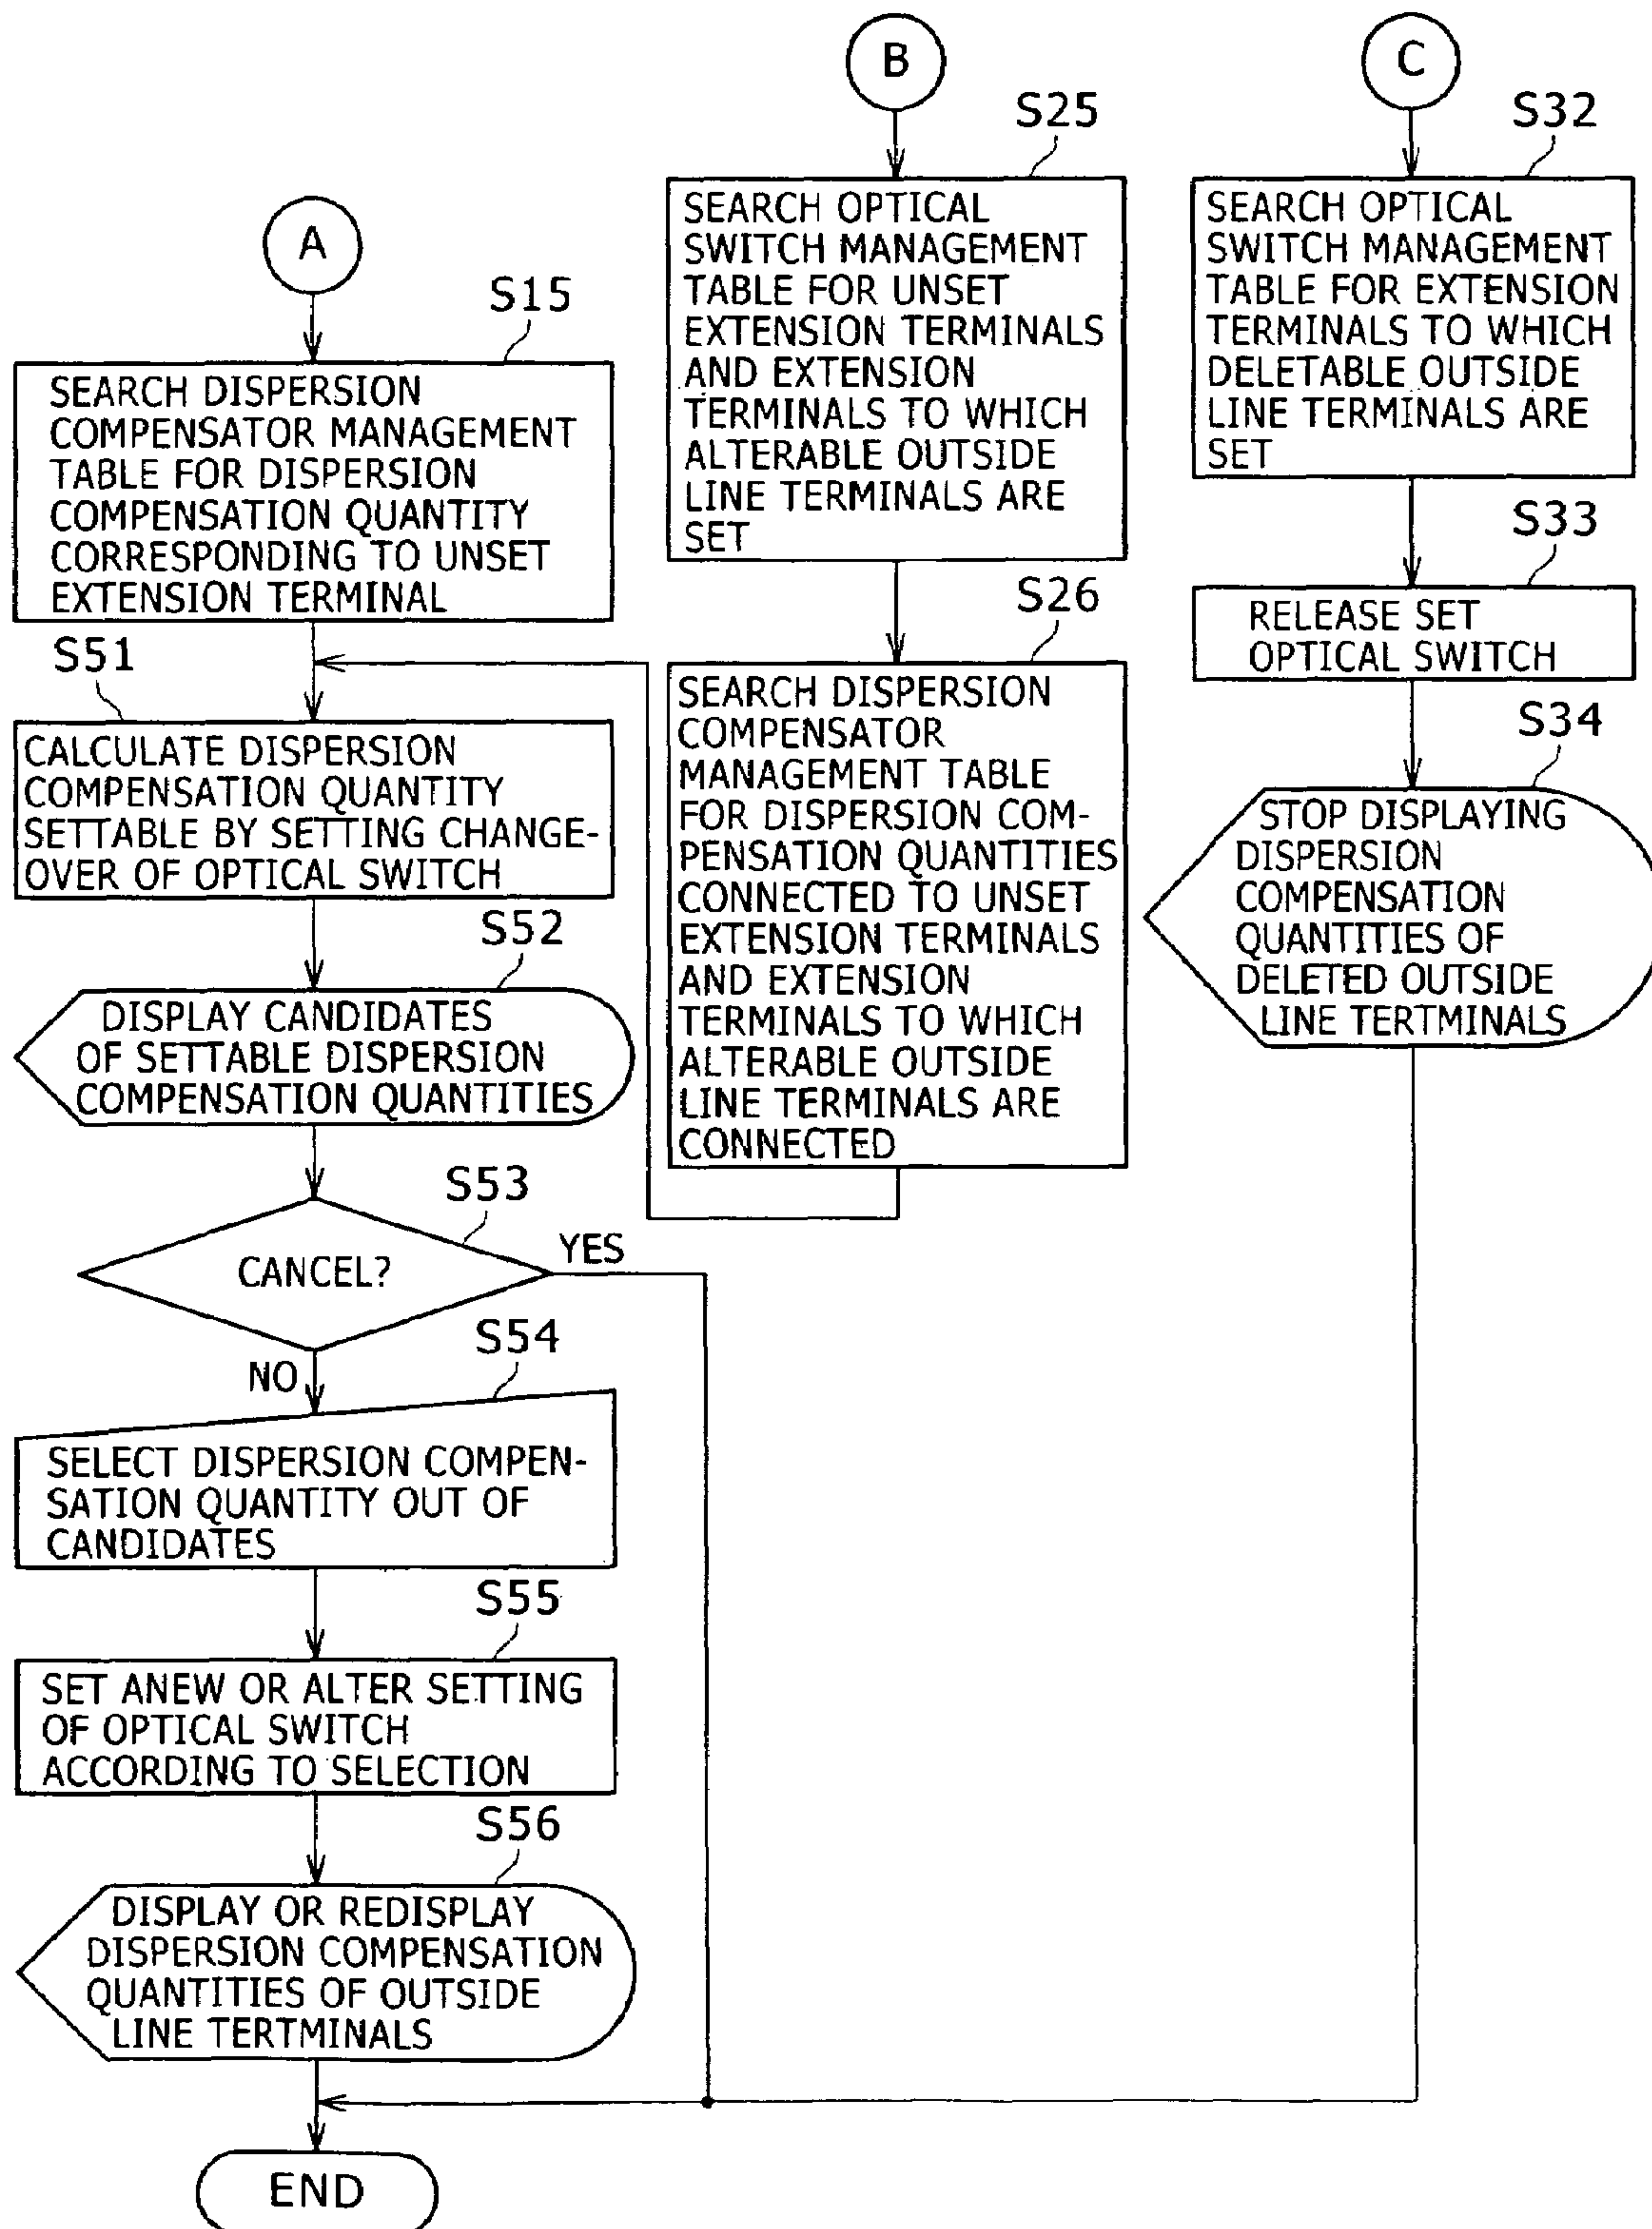 A
S15
SEARCH DISPERSION
COMPENSATOR MANAGEMENT
TABLE FOR DISPERSION
COMPENSATION QUANTITY
CORRESPONDING TO UNSET
EXTENSION TERMINAL
S51
CALCULATE DISPERSION
COMPENSATION QUANTITY
SETTABLE BY SETTING CHANGE-
OVER OF OPTICAL SWITCH
S52
DISPLAY CANDIDATES
OF SETTABLE DISPERSION
COMPENSATION QUANTITIES
S53
CANCEL?
YES
NO
S54
SELECT DISPERSION COMPEN-
SATION QUANTITY OUT OF
CANDIDATES
S55
SET ANEW OR ALTER SETTING
OF OPTICAL SWITCH
ACCORDING TO SELECTION
S56
DISPLAY OR REDISPLAY
DISPERSION COMPENSATION
QUANTITIES OF OUTSIDE
LINE TERTMINALS
END
B
S25
SEARCH OPTICAL
SWITCH MANAGEMENT
TABLE FOR UNSET
EXTENSION TERMINALS
AND EXTENSION
TERMINALS TO WHICH
ALTERABLE OUTSIDE
LINE TERMINALS ARE
SET
S26
SEARCH DISPERSION
COMPENSATOR
MANAGEMENT TABLE
FOR DISPERSION COM-
PENSATION QUANTITIES
CONNECTED TO UNSET
EXTENSION TERMINALS
AND EXTENSION
TERMINALS TO WHICH
ALTERABLE OUTSIDE
LINE TERMINALS ARE
CONNECTED
C
S32
SEARCH OPTICAL
SWITCH MANAGEMENT
TABLE FOR EXTENSION
TERMINALS TO WHICH
DELETABLE OUTSIDE
LINE TERMINALS ARE
SET
S33
RELEASE SET
OPTICAL SWITCH
S34
STOP DISPLAYING
DISPERSION
COMPENSATION
QUANTITIES OF
DELETED OUTSIDE
LINE TERTMINALS